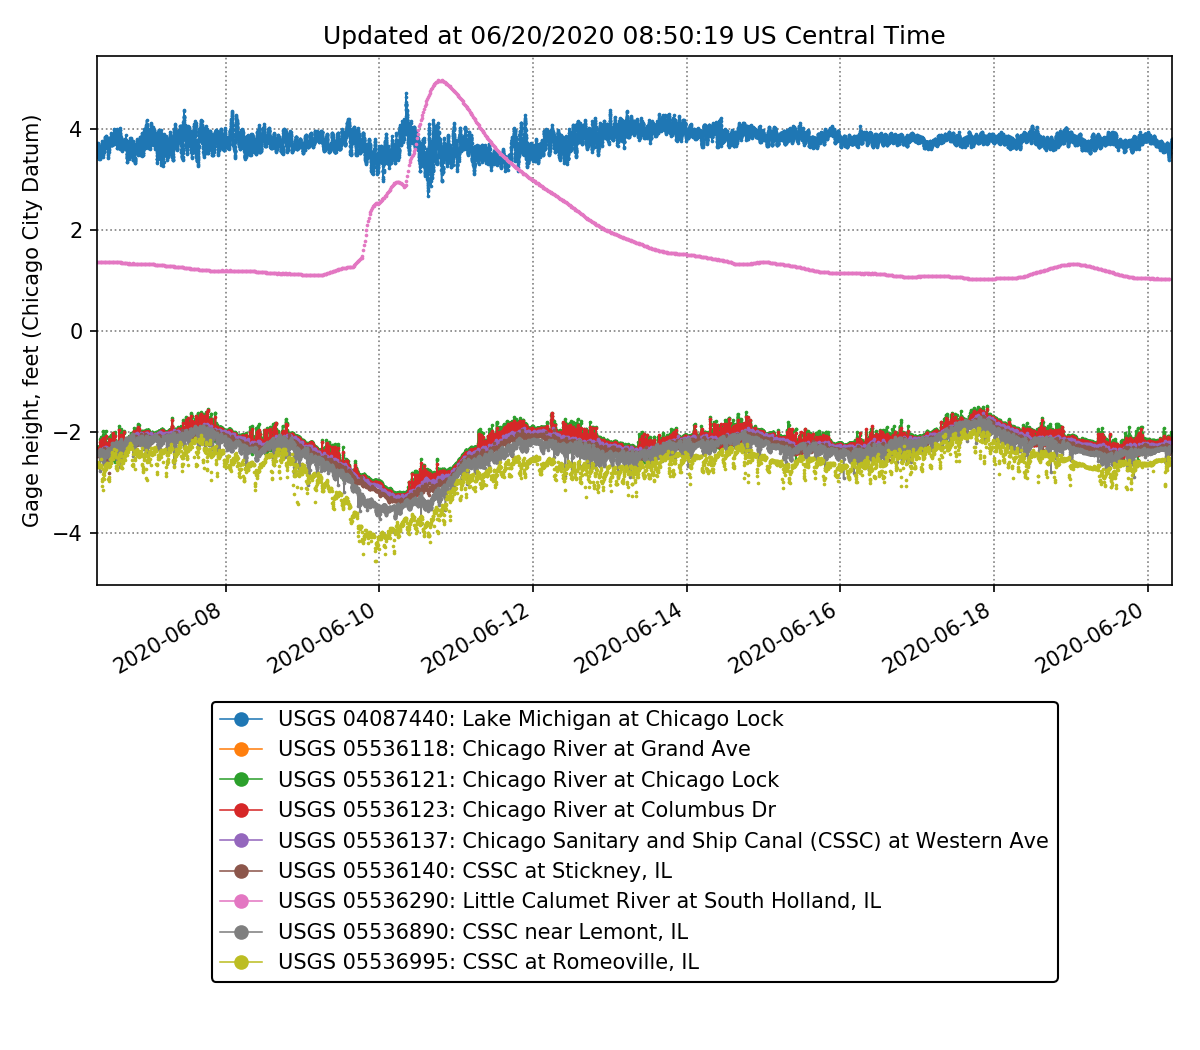 Updated at 06/20/2020 08:50:19 US Central Time
Gage height, feet (Chicago City Datum)
4
2
0
−2
−4
2020-06-08
2020-06-10
2020-06-12
2020-06-14
2020-06-16
2020-06-18
2020-06-20
USGS 04087440: Lake Michigan at Chicago Lock
USGS 05536118: Chicago River at Grand Ave
USGS 05536121: Chicago River at Chicago Lock
USGS 05536123: Chicago River at Columbus Dr
USGS 05536137: Chicago Sanitary and Ship Canal (CSSC) at Western Ave
USGS 05536140: CSSC at Stickney, IL
USGS 05536290: Little Calumet River at South Holland, IL
USGS 05536890: CSSC near Lemont, IL
USGS 05536995: CSSC at Romeoville, IL